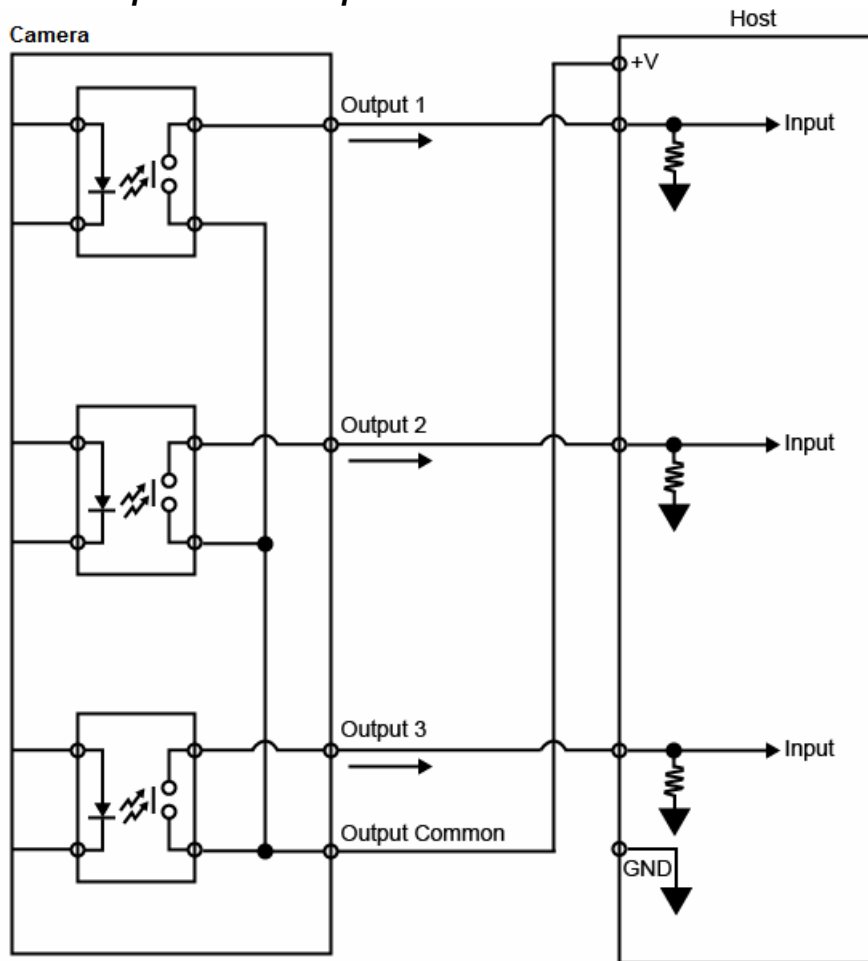 Host
Camera
+V
Output 1
Input
Output 2
Input
Output 3
Input
Output Common
GND